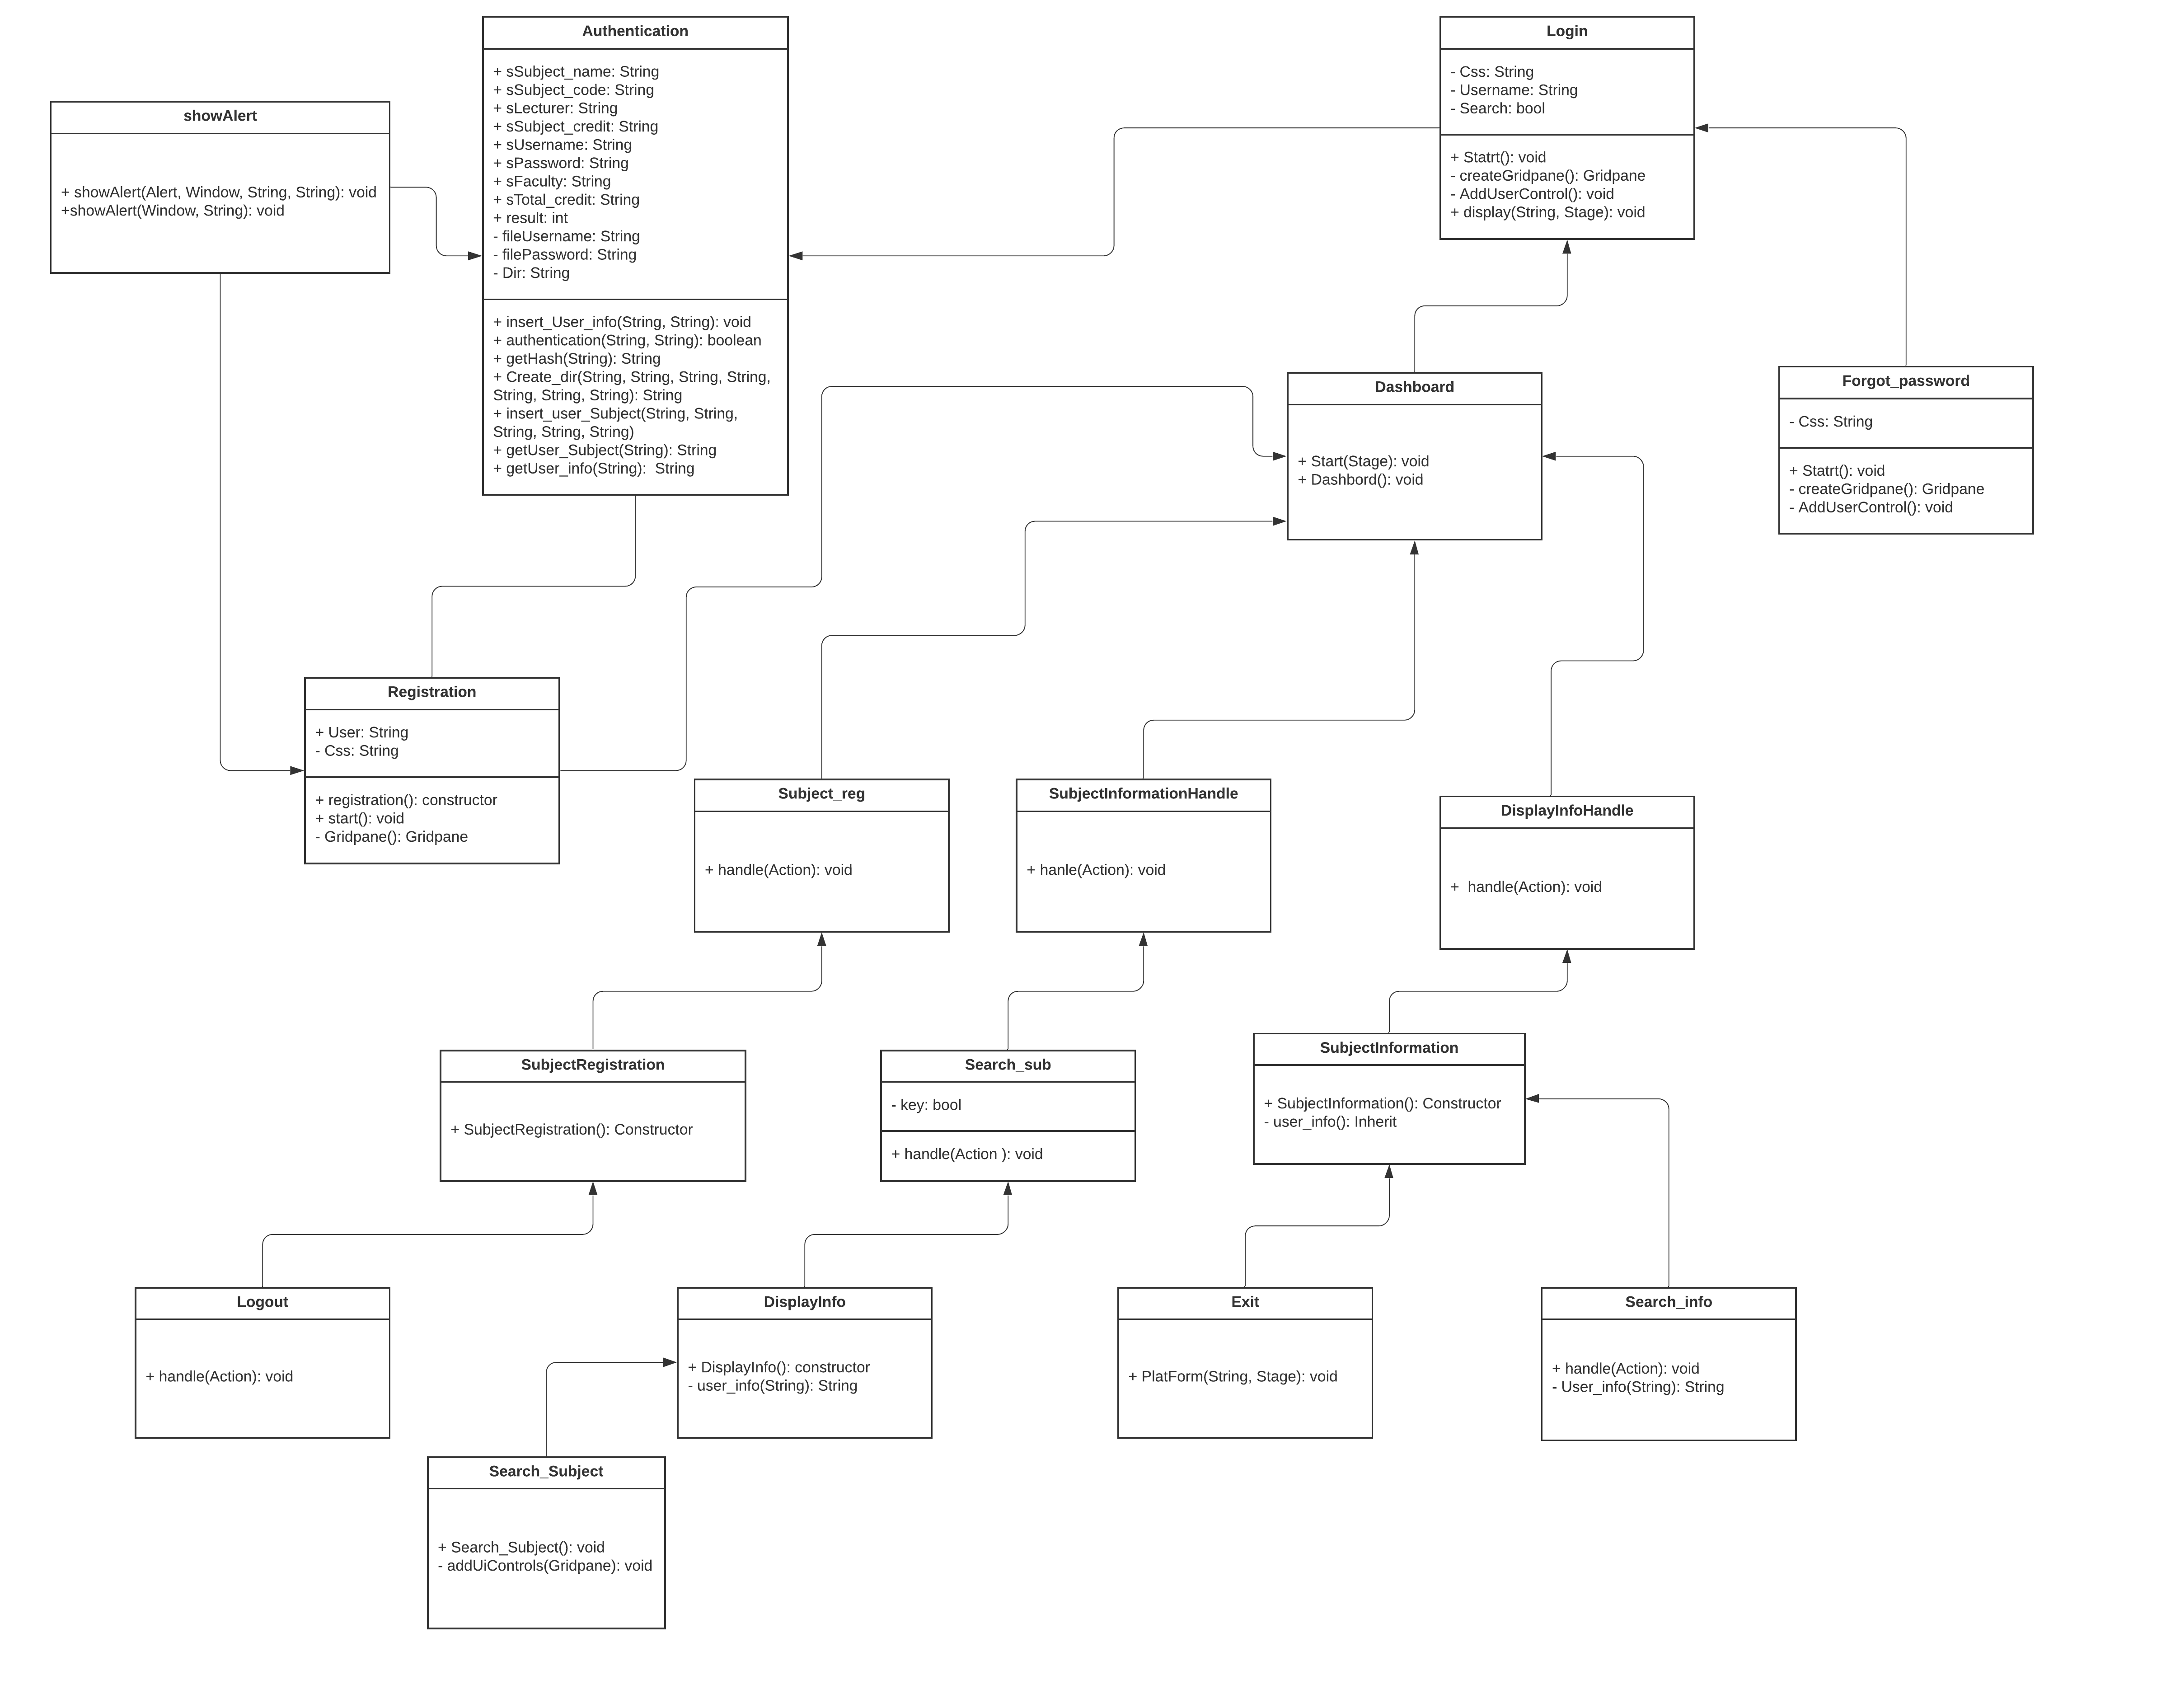 Authentication
+ sSubject_name: String
+ sSubject_code: String
+ sLecturer: String
+ sSubject_credit: String
+ sUsername: String
+ sPassword: String
+ sFaculty: String
+ sTotal_credit: String
+ result: int
- fileUsername: String
- filePassword: String
- Dir: String
+ insert_User_info(String, String): void
+ authentication(String, String): boolean
+ getHash(String): String
+ Create_dir(String, String, String, String,
String, String, String): String
+ insert_user_Subject(String, String,
String, String, String)
+ getUser_Subject(String): String
+ getUser_info(String):  String
Login
- Css: String
- Username: String
- Search: bool
+ Statrt(): void
- createGridpane(): Gridpane
- AddUserControl(): void
+ display(String, Stage): void
showAlert
+ showAlert(Alert, Window, String, String): void
+showAlert(Window, String): void
Dashboard
+ Start(Stage): void
+ Dashbord(): void
Forgot_password
- Css: String
+ Statrt(): void
- createGridpane(): Gridpane
- AddUserControl(): void
Registration
+ User: String
- Css: String
+ registration(): constructor
+ start(): void
- Gridpane(): Gridpane
Subject_reg
+ handle(Action): void
SubjectInformationHandle
+ hanle(Action): void
DisplayInfoHandle
+  handle(Action): void
SubjectRegistration
+ SubjectRegistration(): Constructor
Search_sub
- key: bool
+ handle(Action ): void
SubjectInformation
+ SubjectInformation(): Constructor
- user_info(): Inherit
Logout
+ handle(Action): void
DisplayInfo
+ DisplayInfo(): constructor
- user_info(String): String
Exit
+ PlatForm(String, Stage): void
Search_info
+ handle(Action): void
- User_info(String): String
Search_Subject
+ Search_Subject(): void
- addUiControls(Gridpane): void